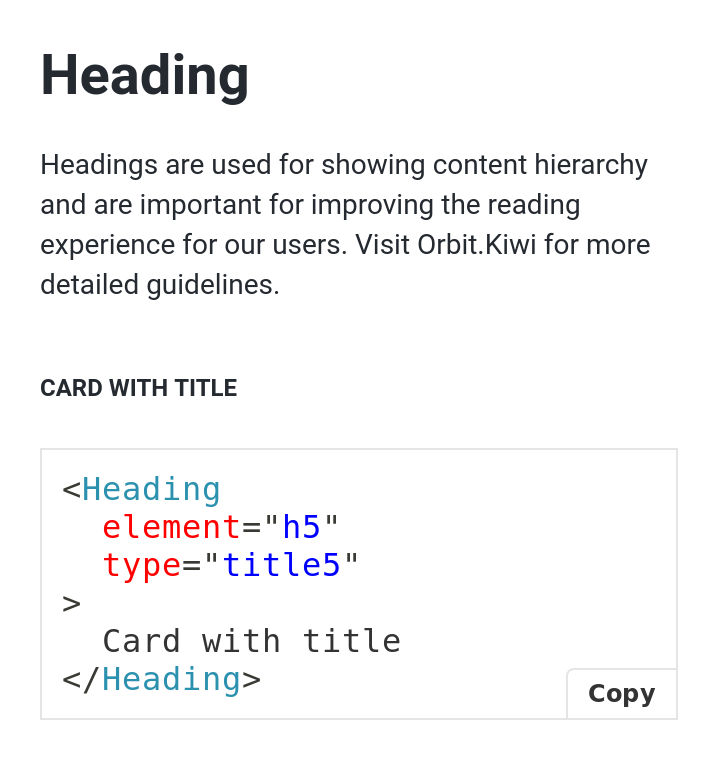 Heading
Headings are used for showing content hierarchy
and are important for improving the reading
experience for our users. Visit Orbit.Kiwi for more
detailed guidelines.
CARD WITH TITLE
<Heading
  element="h5"
  type="title5"
>
  Card with title
</Heading>
Copy